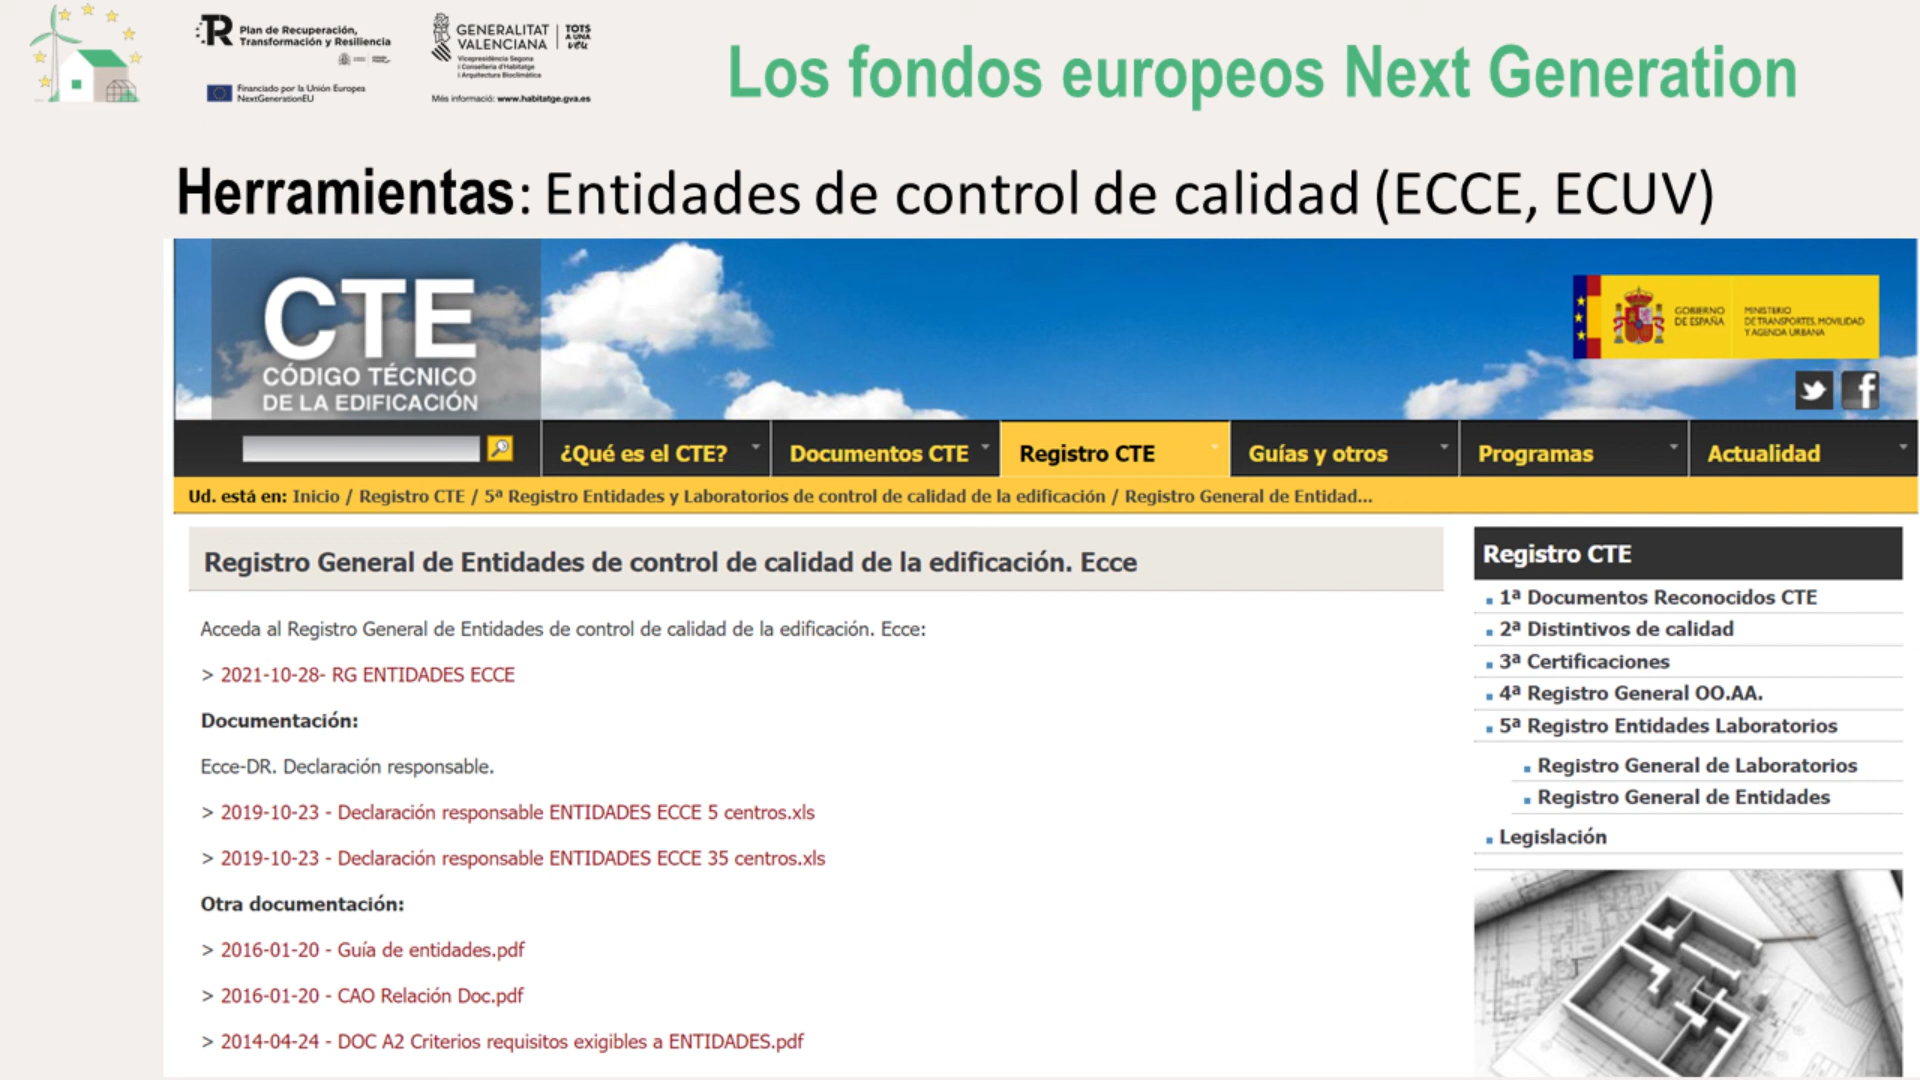 Plan de Recuperación,
Transformación y Resiliencia
Financiado por la Unión Europea
NextGenerationEU
GENERALITAT
VALENCIANA
TOTS
A UNA
veu
Vicepresidència Segona
i Conselleria d'Habitatge
i Arquitectura Bioclimàtica
Més informació: www.habitatge.gva.es
Los fondos europeos Next Generation
Herramientas: Entidades de control de calidad (ECCE, ECUV)
CTE
CÓDIGO TÉCNICO
DE LA EDIFICACIÓN
GOBIERNO
DE ESPAÑA
MINISTERIO
DE TRANSPORTES, MOVILIDAD
Y AGENDA URBANA
¿Qué es el CTE?
Documentos CTE
Registro CTE
Guías y otros
Programas
Actualidad
Ud. está en: Inicio / Registro CTE / 5ª Registro Entidades y Laboratorios de control de calidad de la edificación / Registro General de Entidad...
Registro General de Entidades de control de calidad de la edificación. Ecce
Acceda al Registro General de Entidades de control de calidad de la edificación. Ecce:
> 2021-10-28- RG ENTIDADES ECCE
Documentación:
Ecce-DR. Declaración responsable.
> 2019-10-23 - Declaración responsable ENTIDADES ECCE 5 centros.xls
> 2019-10-23 - Declaración responsable ENTIDADES ECCE 35 centros.xls
Otra documentación:
> 2016-01-20 - Guía de entidades.pdf
> 2016-01-20 - CAO Relación Doc.pdf
> 2014-04-24 - DOC A2 Criterios requisitos exigibles a ENTIDADES.pdf
Registro CTE
1ª Documentos Reconocidos CTE
2ª Distintivos de calidad
3ª Certificaciones
4ª Registro General OO.AA.
5ª Registro Entidades Laboratorios
Registro General de Laboratorios
Registro General de Entidades
Legislación